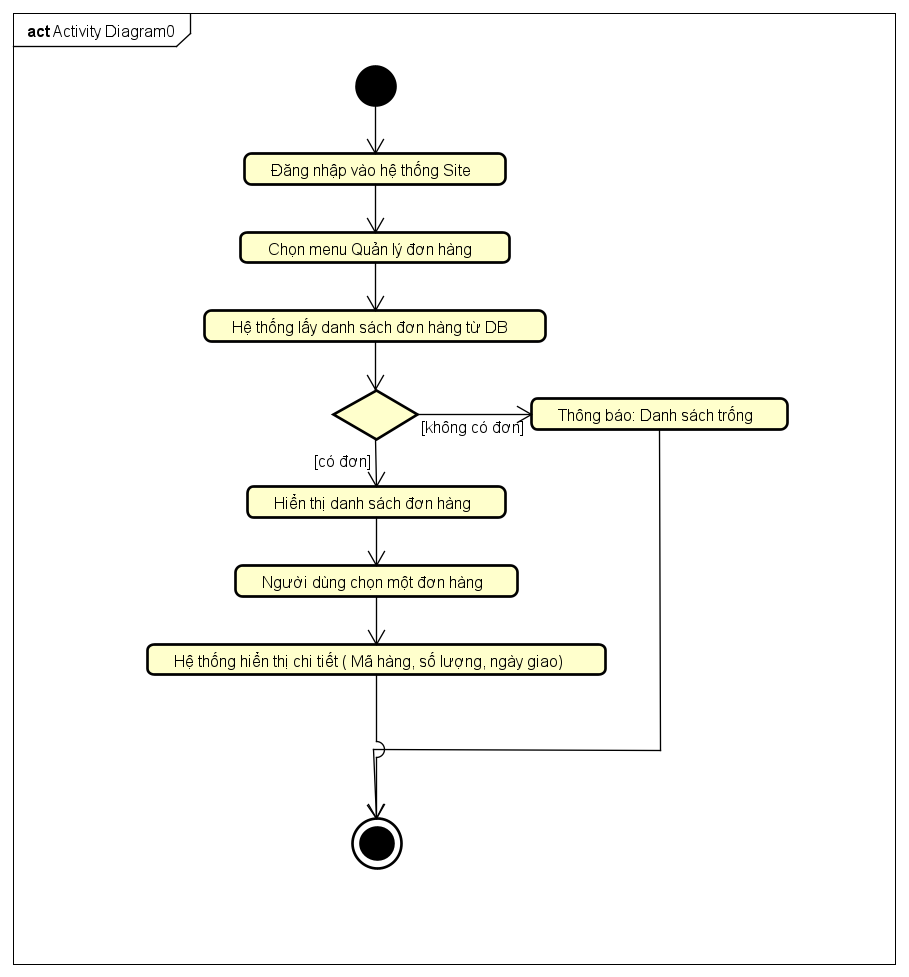 act Activity Diagram0
Đăng nhập vào hệ thống Site
Chọn menu Quản lý đơn hàng
Hệ thống lấy danh sách đơn hàng từ DB
[không có đơn]
Thông báo: Danh sách trống
[có đơn]
Hiển thị danh sách đơn hàng
Người dùng chọn một đơn hàng
Hệ thống hiển thị chi tiết ( Mã hàng, số lượng, ngày giao)